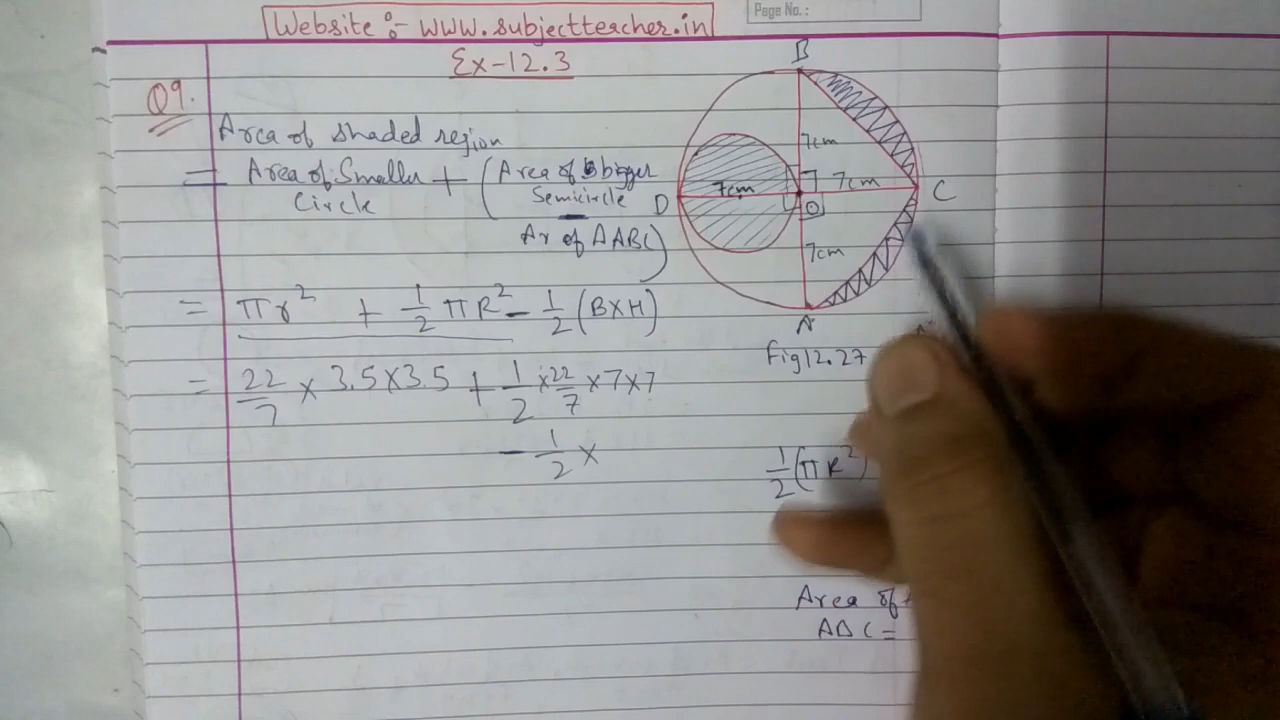 Page No. :
Website :- www.subjectteacher.in
Ex-12.3
Q9.
Area of shaded region
= Area of Smaller Circle + (Area of bigger Semicircle - Ar of ΔABC)
= πr² + 1/2 πR² - 1/2 (B×H)
= 22/7 × 3.5×3.5 + 1/2 × 22/7 × 7×7
- 1/2 ×
B
7cm
7cm
7cm
D
O
C
7cm
A
Fig 12.27
1/2 (πR²)
Area of
ABC =